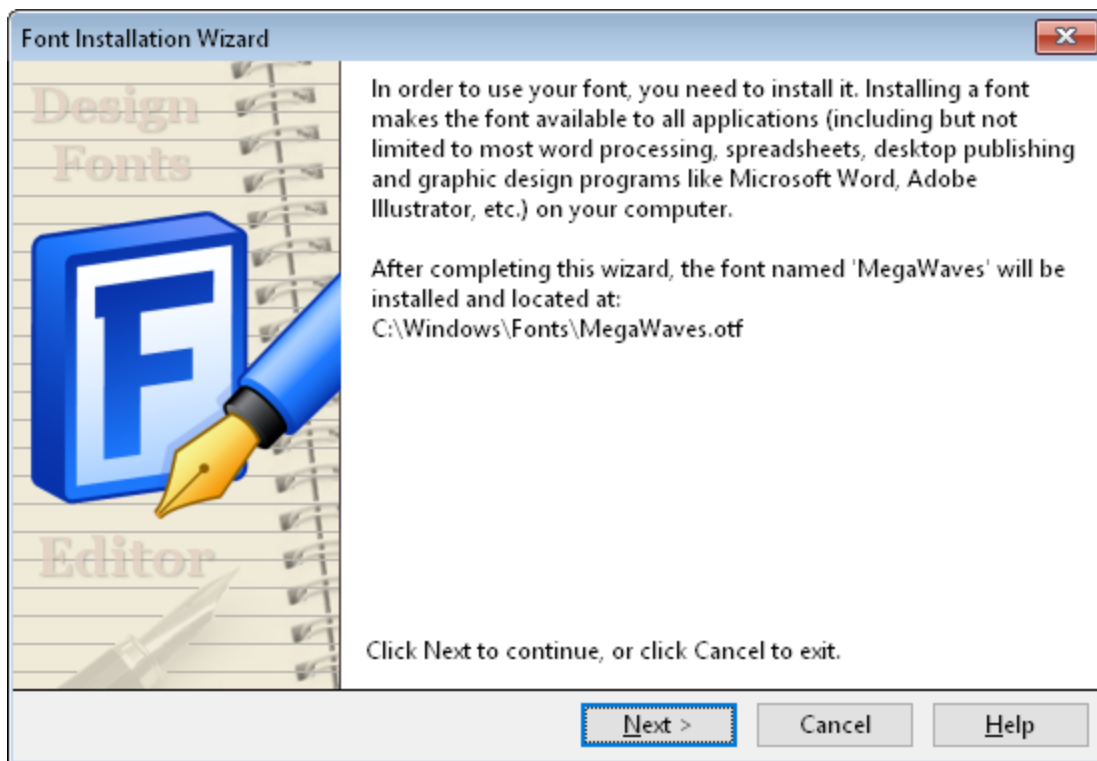 Font Installation Wizard
Design
Fonts
F
Editor
In order to use your font, you need to install it. Installing a font
makes the font available to all applications (including but not
limited to most word processing, spreadsheets, desktop publishing
and graphic design programs like Microsoft Word, Adobe
Illustrator, etc.) on your computer.
After completing this wizard, the font named 'MegaWaves' will be
installed and located at:
C:\Windows\Fonts\MegaWaves.otf
Click Next to continue, or click Cancel to exit.
Next >
Cancel
Help